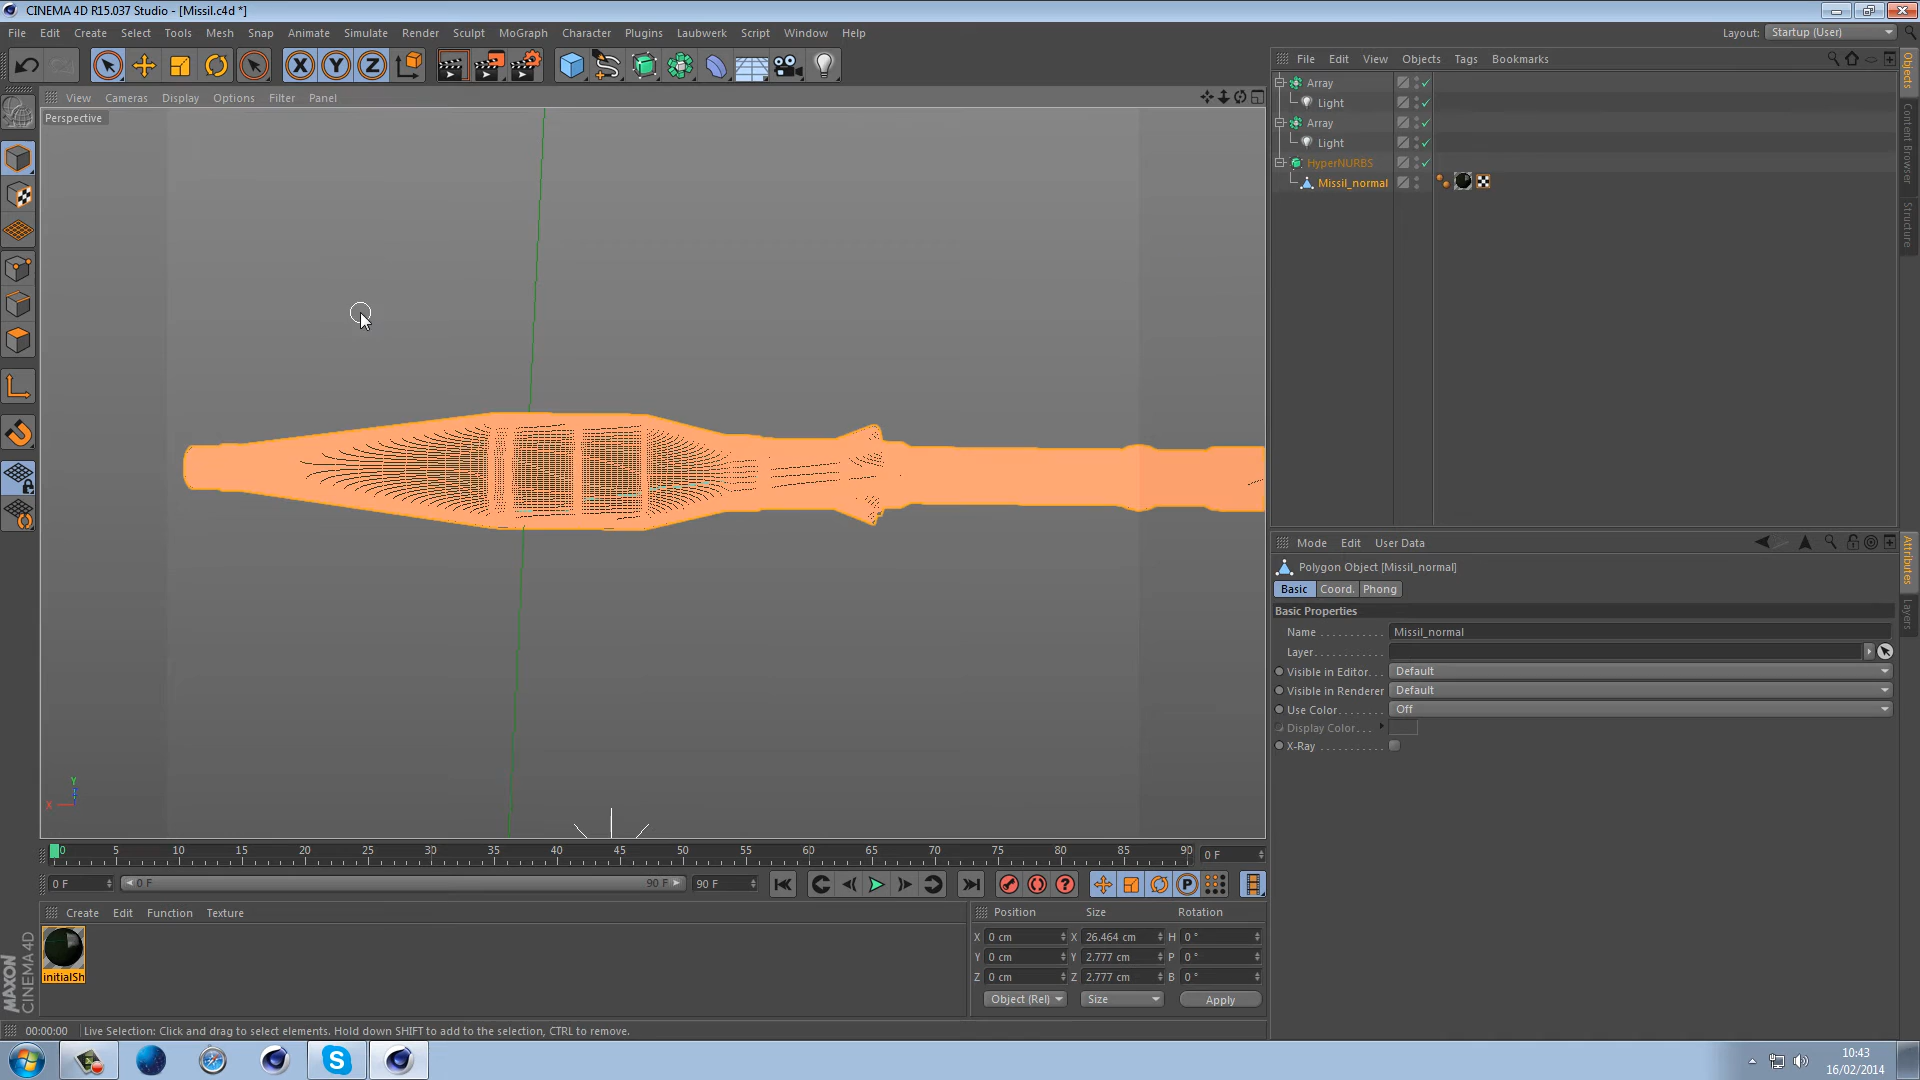 CINEMA 4D R15.037 Studio - [Missil.c4d *]
File Edit Create Select Tools Mesh Snap Animate Simulate Render Sculpt MoGraph Character Plugins Laubwerk Script Window Help
Layout: Startup (User)
X Y Z
File Edit View Objects Tags Bookmarks
View Cameras Display Options Filter Panel
Perspective
Array
Light
Array
Light
HyperNURBS
Missil_normal
Objects
Content Browser
Structure
Mode Edit User Data
Polygon Object [Missil_normal]
Basic Coord. Phong
Basic Properties
Name Missil_normal
Layer
Visible in Editor Default
Visible in Renderer Default
Use Color Off
Display Color
X-Ray
Attributes
Layers
Y
X
0 5 10 15 20 25 30 35 40 45 50 55 60 65 70 75 80 85 90 0 F
0 F 0 F 90 F 90 F
P
Create Edit Function Texture
initialSh
Position Size Rotation
X 0 cm X 26.464 cm H 0 °
Y 0 cm Y 2.777 cm P 0 °
Z 0 cm Z 2.777 cm B 0 °
Object (Rel) Size Apply
MAXON
CINEMA 4D
00:00:00 Live Selection: Click and drag to select elements. Hold down SHIFT to add to the selection, CTRL to remove.
10:43
16/02/2014